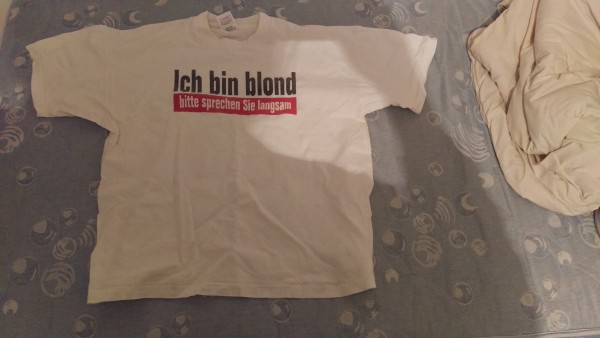 Ich bin blond
bitte sprechen Sie langsam